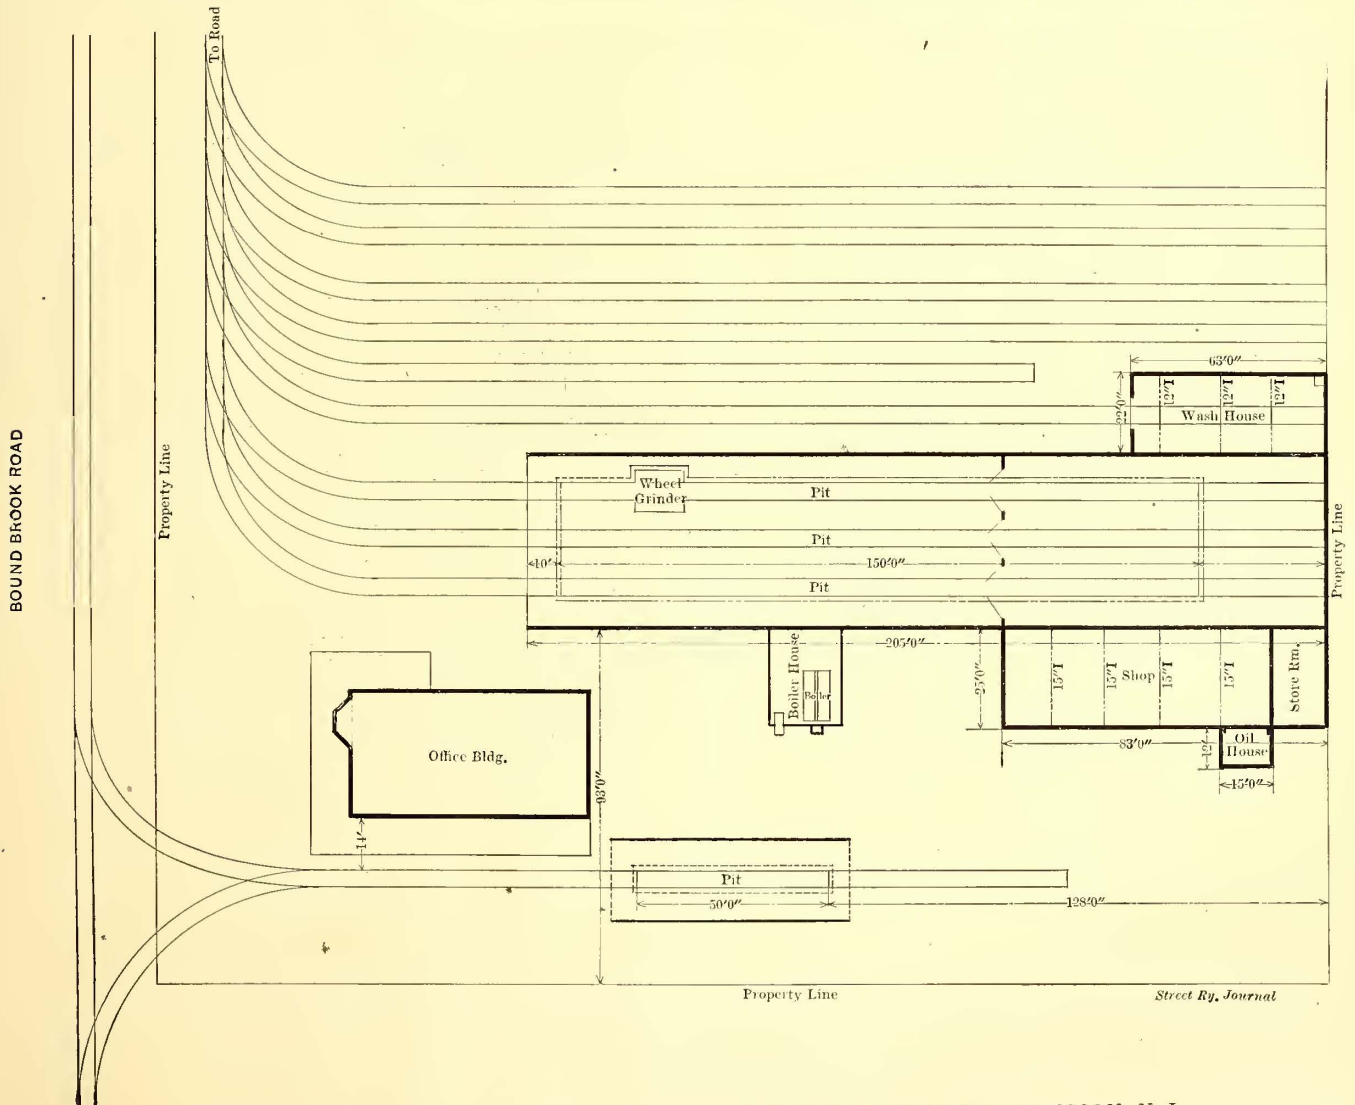 To Road
BOUND BROOK ROAD
Property Line
63'0"
22'0"
12"I
12"I
12"I
Wash House
Wheel
Grinder
Pit
Pit
10'
150'0"
Pit
Property Line
205'0"
Boiler House
Boiler
25'0"
15"I
15"I
Shop
15"I
15"I
Store Rm.
Office Bldg.
83'0"
12'
Oil
House
15'0"
93'0"
14'
Pit
50'0"
128'0"
Property Line
Street Ry. Journal